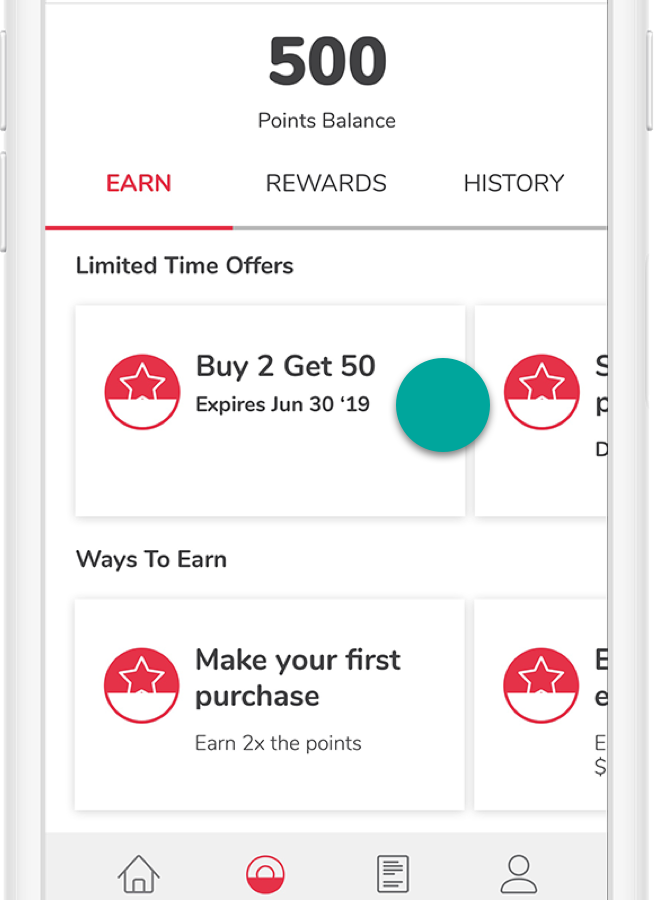 500
Points Balance
EARN REWARDS HISTORY
Limited Time Offers
Buy 2 Get 50
Expires Jun 30 ‘19
Ways To Earn
Make your first
purchase
Earn 2x the points